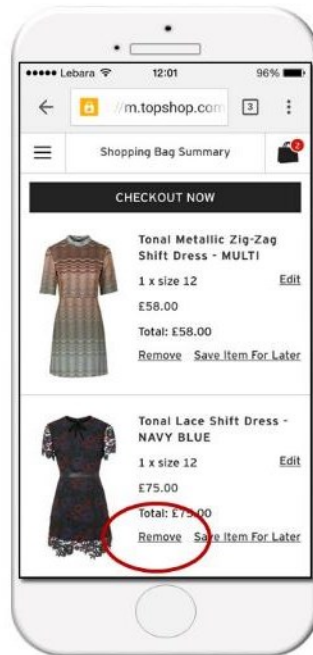 Lebara 12:01 96%
//m.topshop.com 3
Shopping Bag Summary 2
CHECKOUT NOW
Tonal Metallic Zig-Zag
Shift Dress - MULTI
1 x size 12 Edit
£58.00
Total: £58.00
Remove Save Item For Later
Tonal Lace Shift Dress -
NAVY BLUE
1 x size 12 Edit
£75.00
Total: £75.00
Remove Save Item For Later